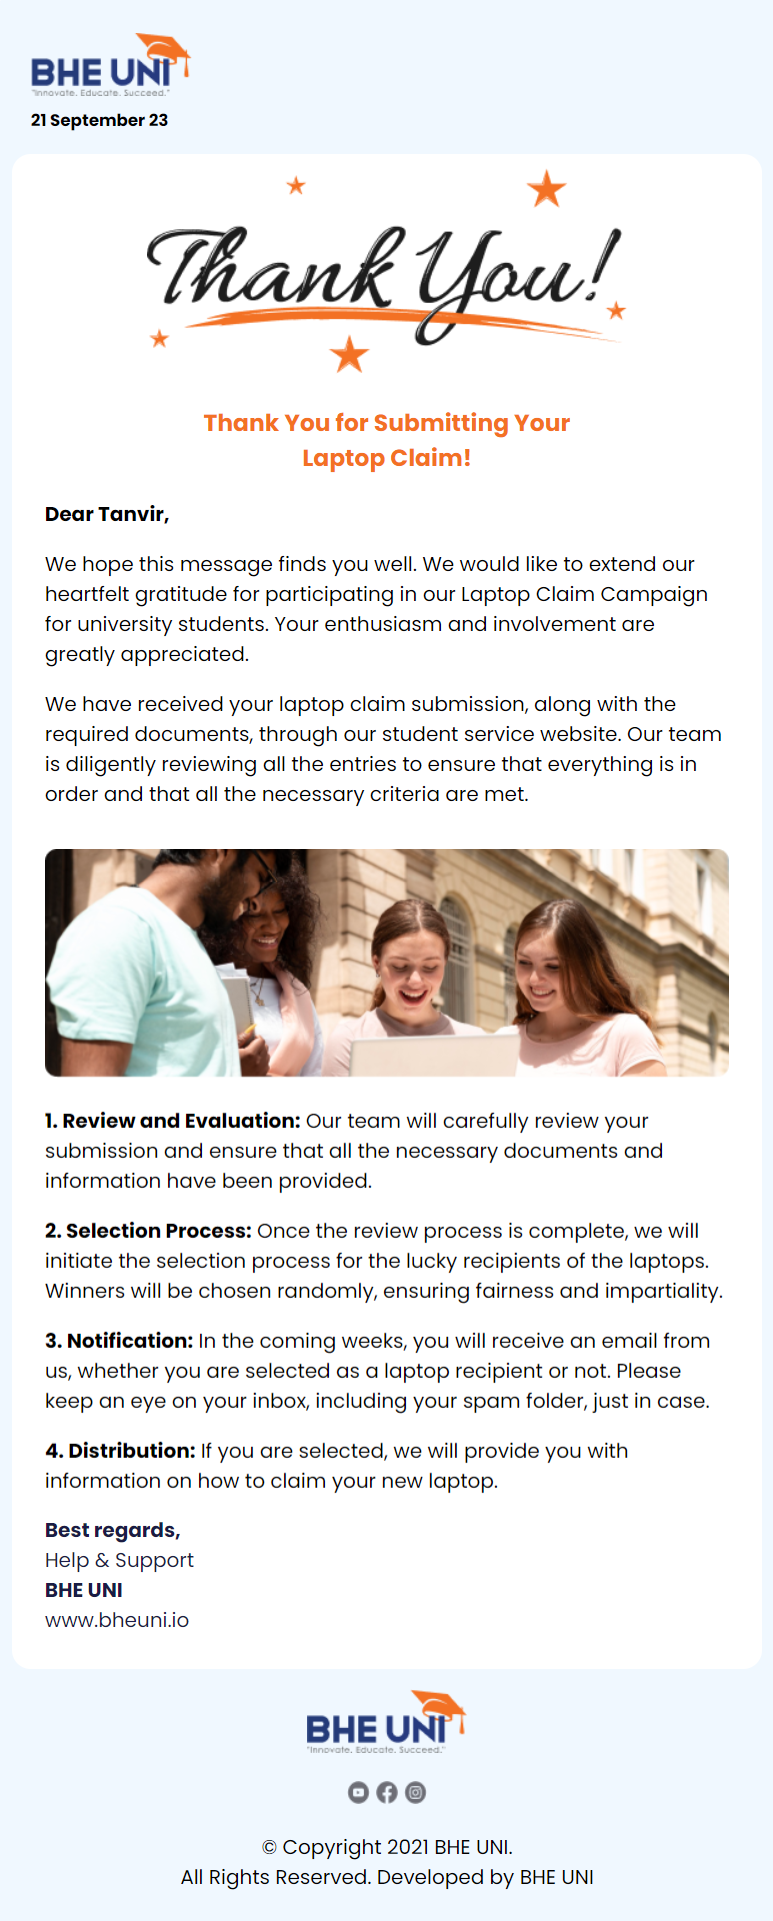 BHE UNI
"Innovate. Educate. Succeed."
21 September 23
Thank You!
Thank You for Submitting Your
Laptop Claim!
Dear Tanvir,
We hope this message finds you well. We would like to extend our
heartfelt gratitude for participating in our Laptop Claim Campaign
for university students. Your enthusiasm and involvement are
greatly appreciated.
We have received your laptop claim submission, along with the
required documents, through our student service website. Our team
is diligently reviewing all the entries to ensure that everything is in
order and that all the necessary criteria are met.
1. Review and Evaluation: Our team will carefully review your
submission and ensure that all the necessary documents and
information have been provided.
2. Selection Process: Once the review process is complete, we will
initiate the selection process for the lucky recipients of the laptops.
Winners will be chosen randomly, ensuring fairness and impartiality.
3. Notification: In the coming weeks, you will receive an email from
us, whether you are selected as a laptop recipient or not. Please
keep an eye on your inbox, including your spam folder, just in case.
4. Distribution: If you are selected, we will provide you with
information on how to claim your new laptop.
Best regards,
Help & Support
BHE UNI
www.bheuni.io
BHE UNI
"Innovate. Educate. Succeed."
© Copyright 2021 BHE UNI.
All Rights Reserved. Developed by BHE UNI